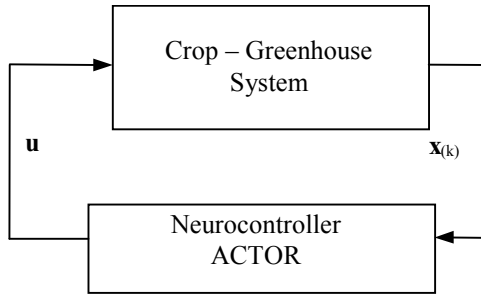 Crop – Greenhouse
System
u
x(k)
Neurocontroller
ACTOR